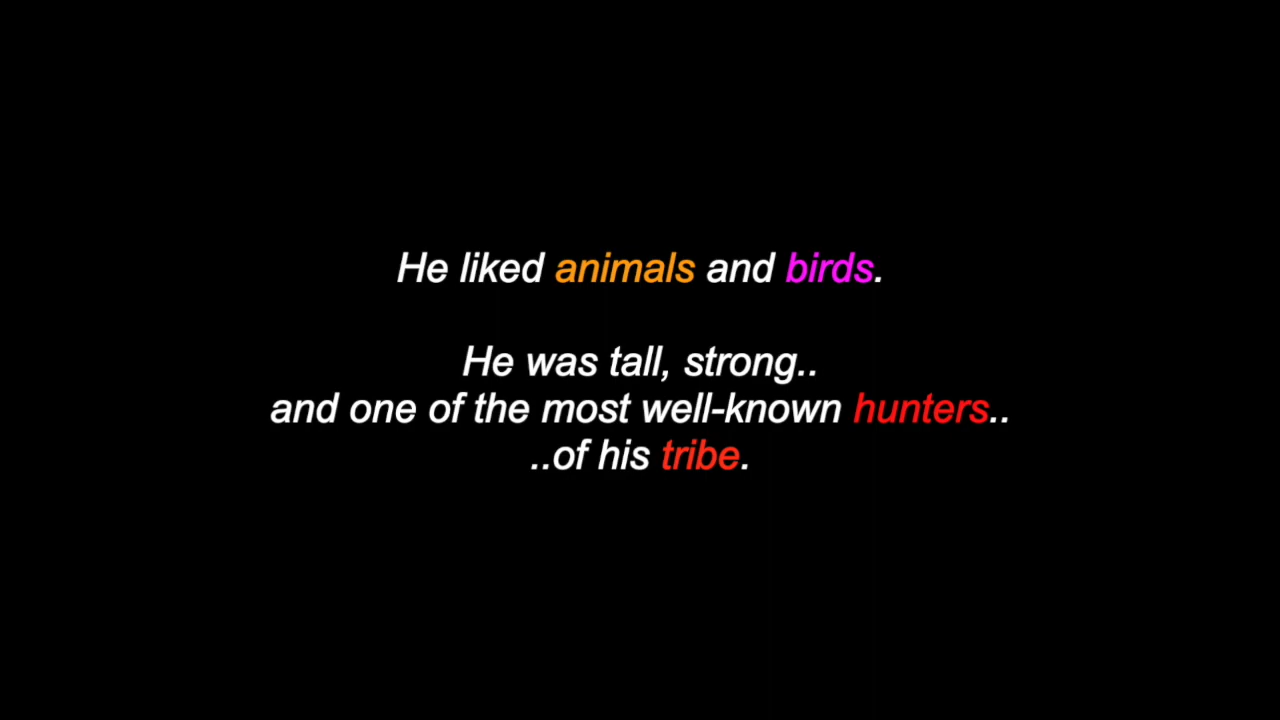 He liked animals and birds.
He was tall, strong..
and one of the most well-known hunters..
..of his tribe.